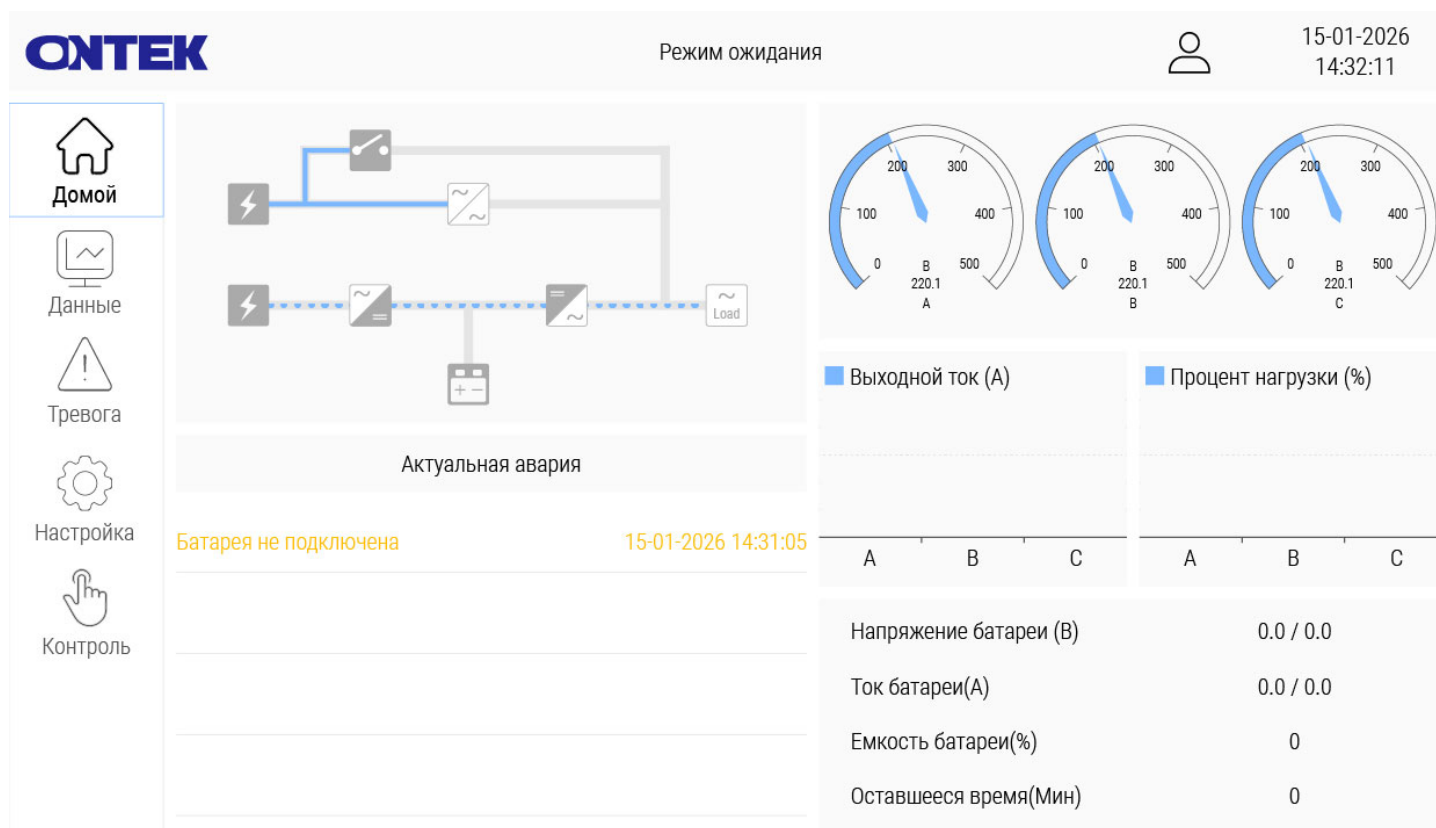 ONTEK
Режим ожидания
15-01-2026
14:32:11
Домой
Данные
Тревога
Настройка
Контроль
Load
Актуальная авария
Батарея не подключена 15-01-2026 14:31:05
0 100 200 300 400 500
В
220.1
A
0 100 200 300 400 500
В
220.1
B
0 100 200 300 400 500
В
220.1
C
Выходной ток (А)
A B C
Процент нагрузки (%)
A B C
Напряжение батареи (В) 0.0 / 0.0
Ток батареи(А) 0.0 / 0.0
Емкость батареи(%) 0
Оставшееся время(Мин) 0